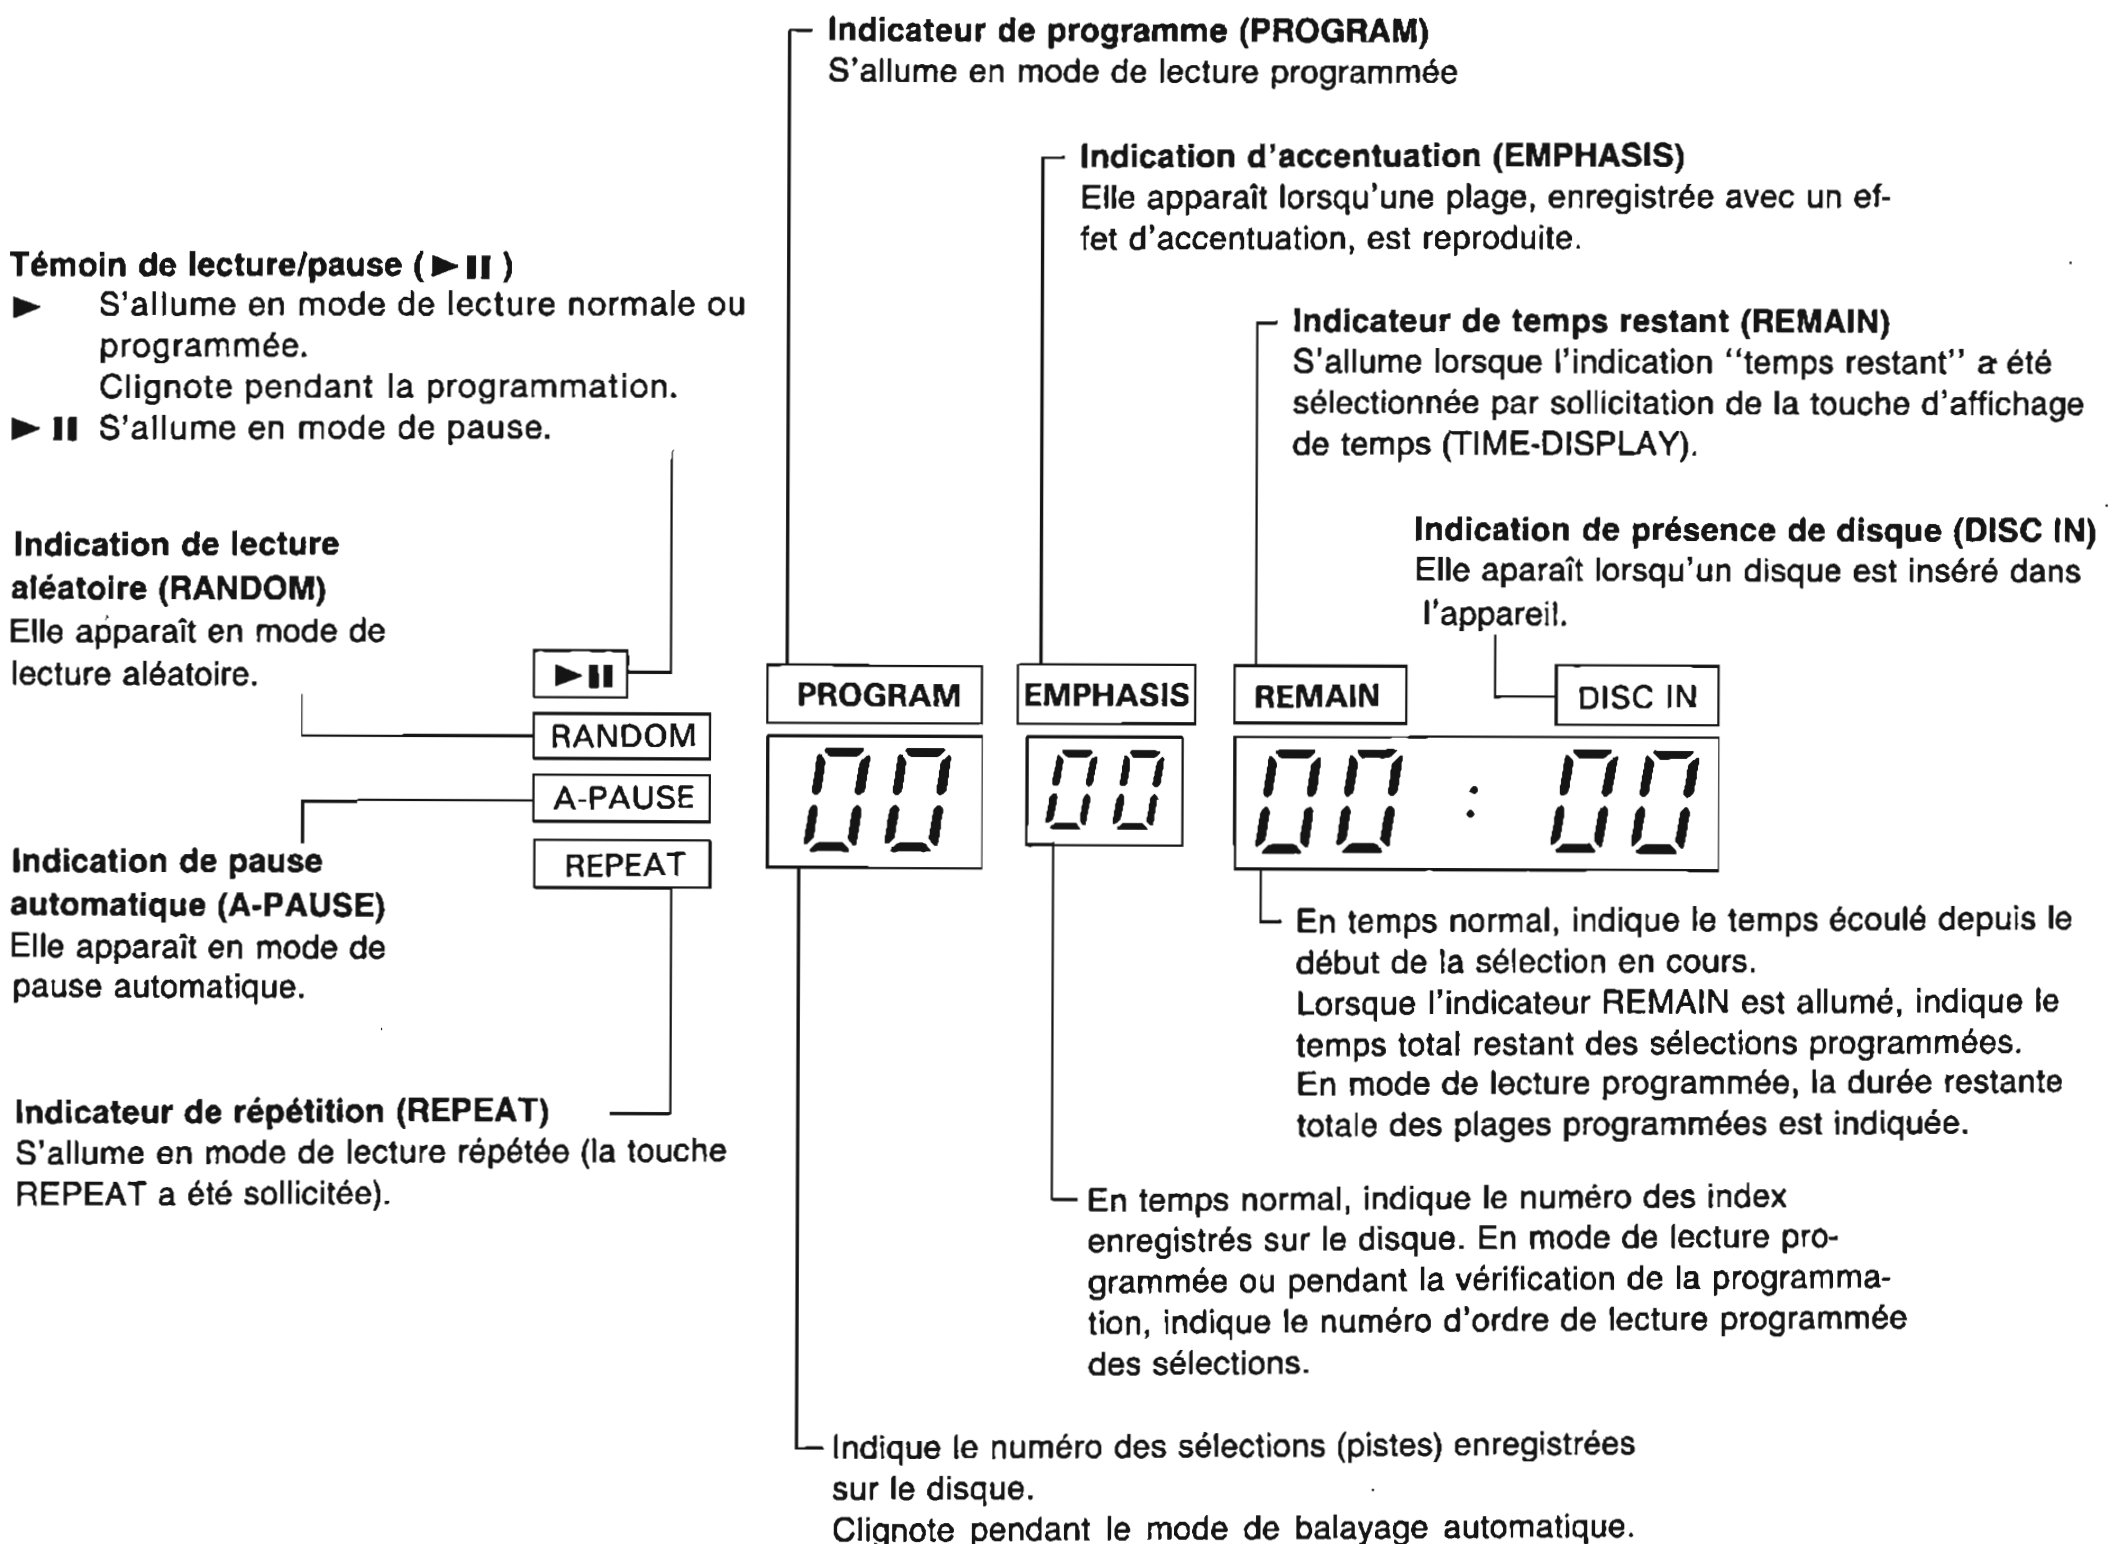 Indicateur de programme (PROGRAM)
S'allume en mode de lecture programmée
Indication d'accentuation (EMPHASIS)
Elle apparaît lorsqu'une plage, enregistrée avec un ef-
fet d'accentuation, est reproduite.
Témoin de lecture/pause (►II)
► S'allume en mode de lecture normale ou
programmée.
Clignote pendant la programmation.
►II S'allume en mode de pause.
Indicateur de temps restant (REMAIN)
S'allume lorsque l'indication ‘‘temps restant’’ a été
sélectionnée par sollicitation de la touche d'affichage
de temps (TIME-DISPLAY).
Indication de présence de disque (DISC IN)
Elle aparaît lorsqu'un disque est inséré dans
l'appareil.
Indication de lecture
aléatoire (RANDOM)
Elle apparaît en mode de
lecture aléatoire.
►II
PROGRAM
EMPHASIS
REMAIN
DISC IN
RANDOM
A-PAUSE
REPEAT
00
00
00 : 00
Indication de pause
automatique (A-PAUSE)
Elle apparaît en mode de
pause automatique.
Indicateur de répétition (REPEAT)
S'allume en mode de lecture répétée (la touche
REPEAT a été sollicitée).
En temps normal, indique le temps écoulé depuis le
début de la sélection en cours.
Lorsque l'indicateur REMAIN est allumé, indique le
temps total restant des sélections programmées.
En mode de lecture programmée, la durée restante
totale des plages programmées est indiquée.
En temps normal, indique le numéro des index
enregistrés sur le disque. En mode de lecture pro-
grammée ou pendant la vérification de la programma-
tion, indique le numéro d'ordre de lecture programmée
des sélections.
Indique le numéro des sélections (pistes) enregistrées
sur le disque.
Clignote pendant le mode de balayage automatique.